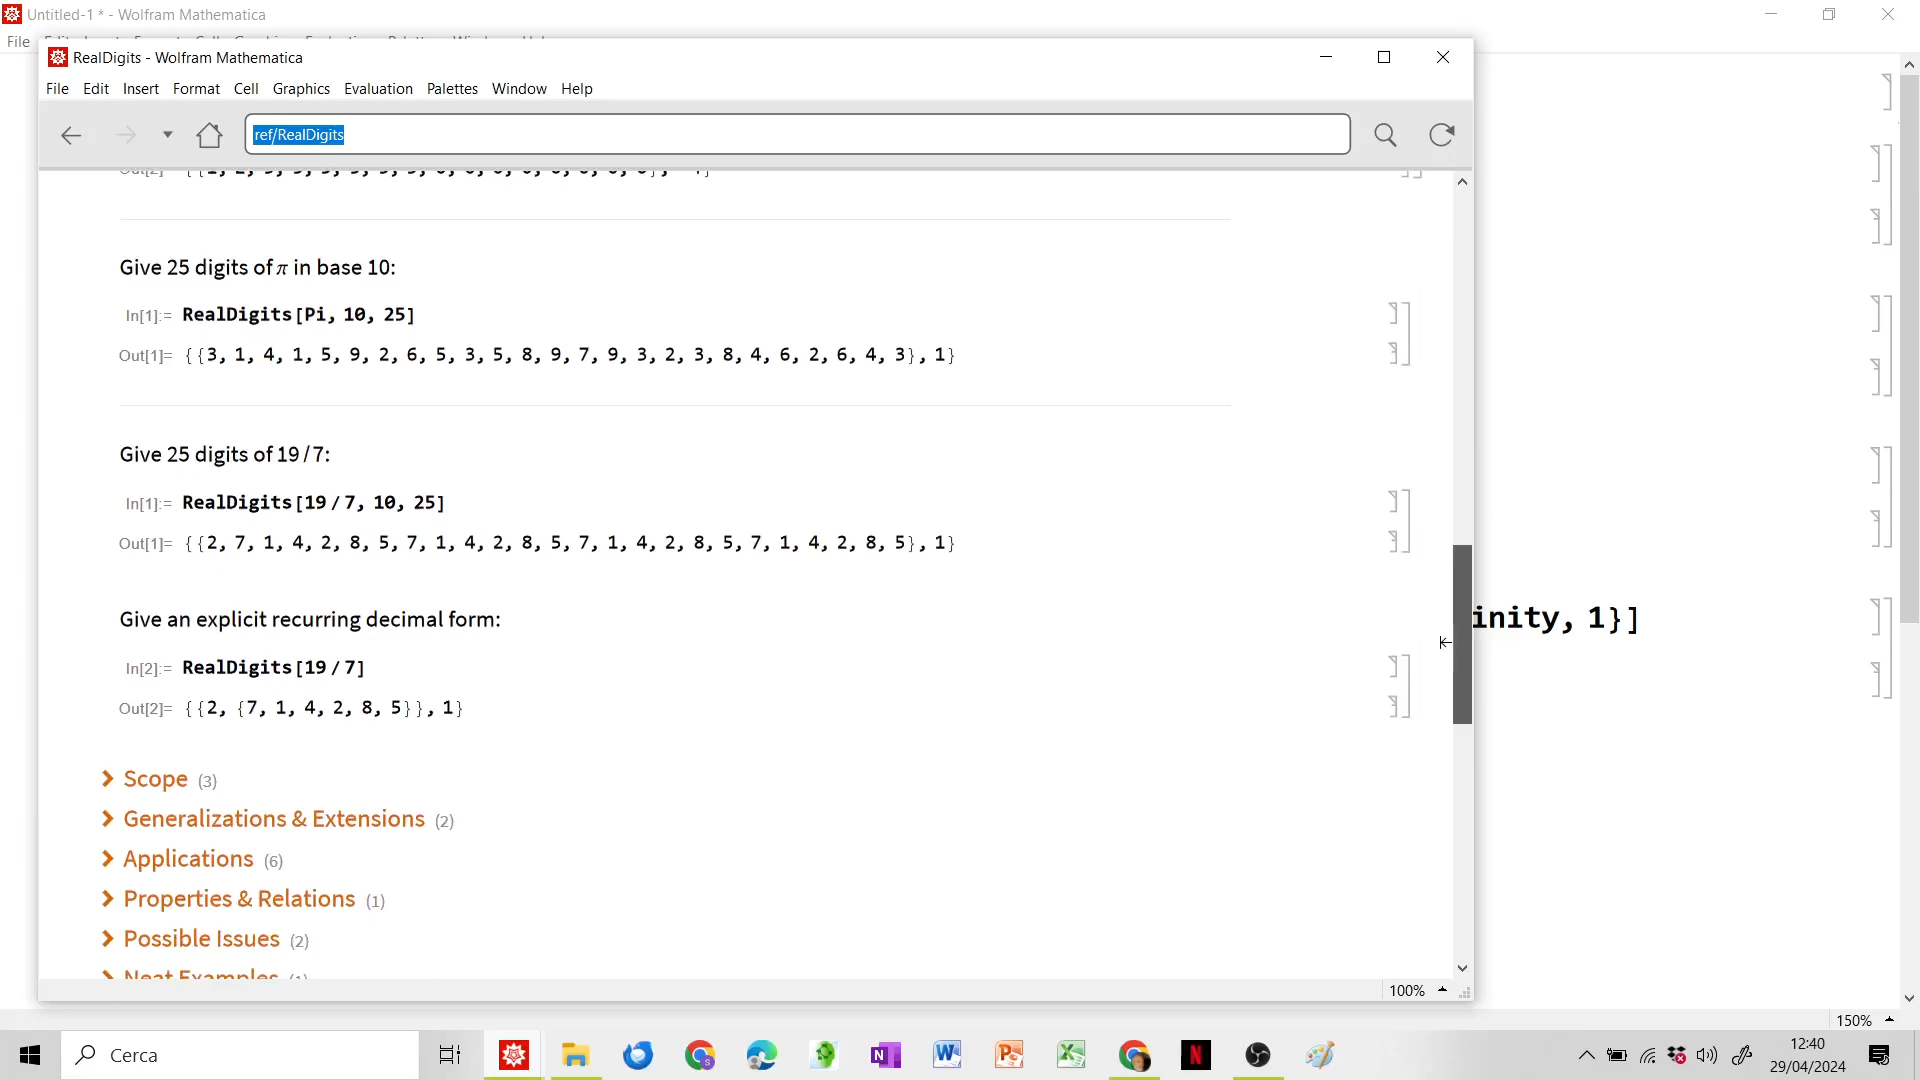 Untitled-1 * - Wolfram Mathematica
File
RealDigits - Wolfram Mathematica
File Edit Insert Format Cell Graphics Evaluation Palettes Window Help
ref/RealDigits
Give 25 digits of π in base 10:
In[1]:= RealDigits[Pi, 10, 25]
Out[1]= {{3, 1, 4, 1, 5, 9, 2, 6, 5, 3, 5, 8, 9, 7, 9, 3, 2, 3, 8, 4, 6, 2, 6, 4, 3}, 1}
Give 25 digits of 19/7:
In[1]:= RealDigits[19/7, 10, 25]
Out[1]= {{2, 7, 1, 4, 2, 8, 5, 7, 1, 4, 2, 8, 5, 7, 1, 4, 2, 8, 5, 7, 1, 4, 2, 8, 5}, 1}
Give an explicit recurring decimal form:
inity, 1}]
In[2]:= RealDigits[19/7]
Out[2]= {{2, {7, 1, 4, 2, 8, 5}}, 1}
Scope (3)
Generalizations & Extensions (2)
Applications (6)
Properties & Relations (1)
Possible Issues (2)
Neat Examples (1)
100%
150%
Cerca
12:40
29/04/2024